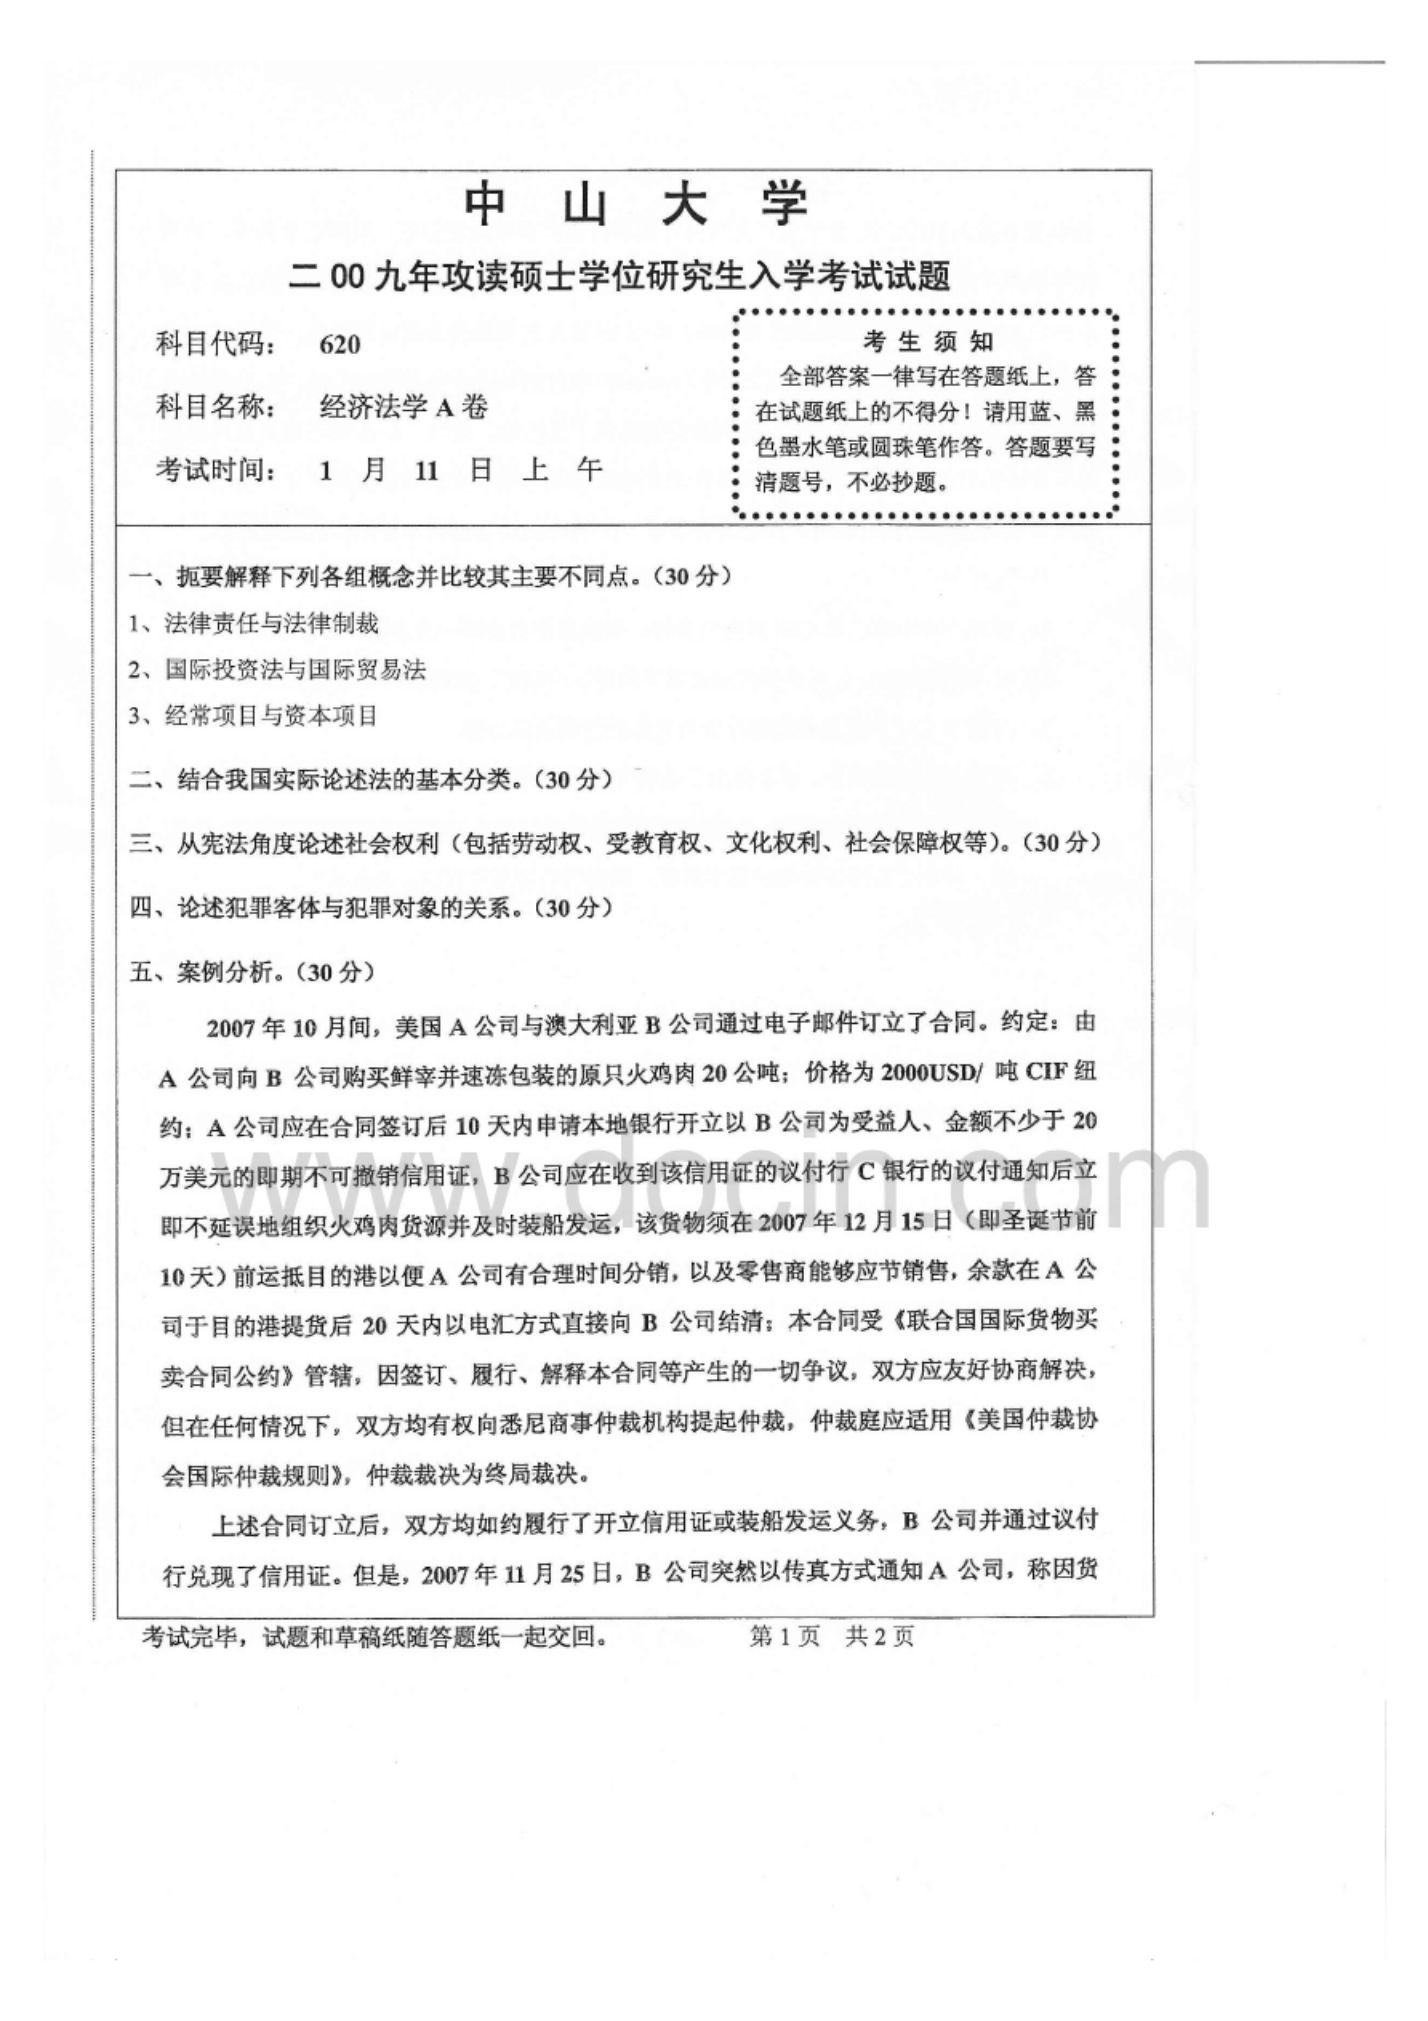 中 山 大 学
二00九年攻读硕士学位研究生入学考试试题
科目代码： 620
科目名称： 经济法学A卷
考试时间： 1 月 11 日 上 午
考 生 须 知
全部答案一律写在答题纸上，答
在试题纸上的不得分！请用蓝、黑
色墨水笔或圆珠笔作答。答题要写
清题号，不必抄题。
一、扼要解释下列各组概念并比较其主要不同点。（30分）
1、法律责任与法律制裁
2、国际投资法与国际贸易法
3、经常项目与资本项目
二、结合我国实际论述法的基本分类。（30分）
三、从宪法角度论述社会权利（包括劳动权、受教育权、文化权利、社会保障权等）。（30分）
四、论述犯罪客体与犯罪对象的关系。（30分）
五、案例分析。（30分）
2007年10月间，美国A公司与澳大利亚B公司通过电子邮件订立了合同。约定：由
A 公司向B 公司购买鲜宰并速冻包装的原只火鸡肉20公吨；价格为2000USD/ 吨CIF纽
约；A公司应在合同签订后10天内申请本地银行开立以B公司为受益人、金额不少于20
万美元的即期不可撤销信用证，B公司应在收到该信用证的议付行C银行的议付通知后立
即不延误地组织火鸡肉货源并及时装船发运，该货物须在2007年12月15日（即圣诞节前
10天）前运抵目的港以便A 公司有合理时间分销，以及零售商能够应节销售，余款在A 公
司于目的港提货后 20 天内以电汇方式直接向 B 公司结清；本合同受《联合国国际货物买
卖合同公约》管辖，因签订、履行、解释本合同等产生的一切争议，双方应友好协商解决，
但在任何情况下，双方均有权向悉尼商事仲裁机构提起仲裁，仲裁庭应适用《美国仲裁协
会国际仲裁规则》，仲裁裁决为终局裁决。
上述合同订立后，双方均如约履行了开立信用证或装船发运义务，B 公司并通过议付
行兑现了信用证。但是，2007年11月25日，B 公司突然以传真方式通知A 公司，称因货
www.docin.com
考试完毕，试题和草稿纸随答题纸一起交回。 第1页 共2页